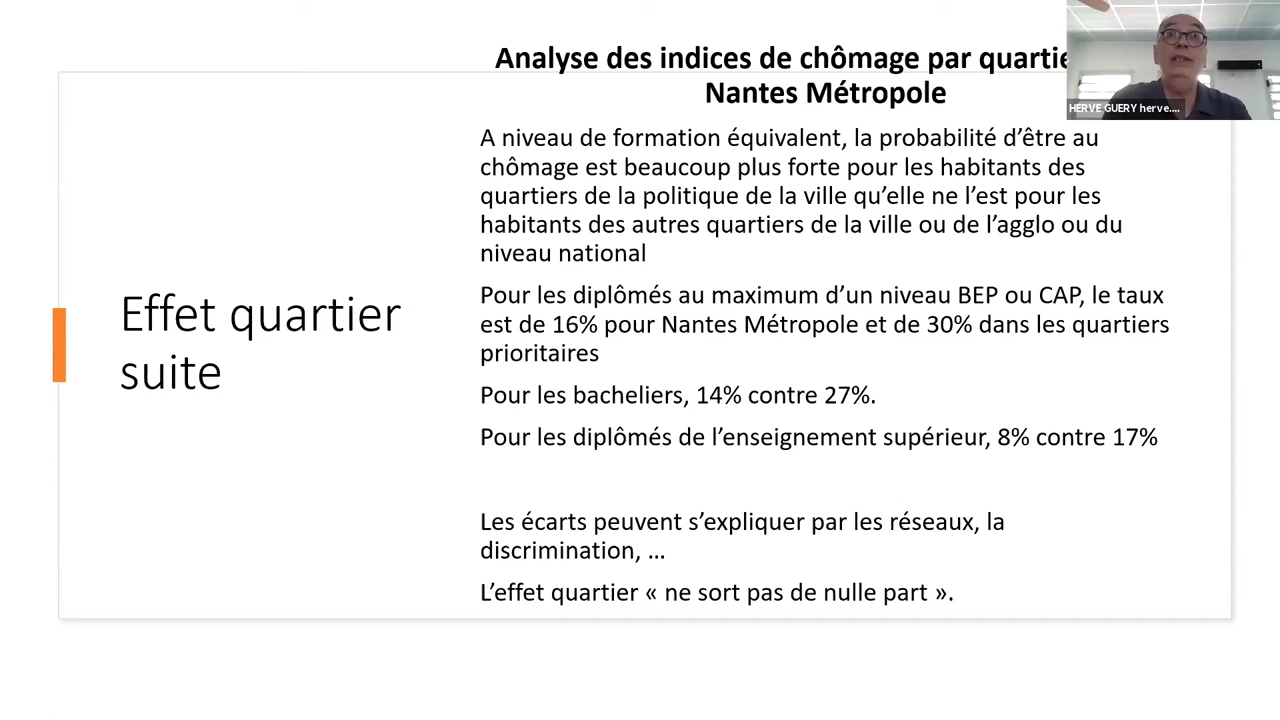 Analyse des indices de chômage par
Nantes Métropole
HERVE GUERY herve....
A niveau de formation équivalent, la probabilité d’être au
chômage est beaucoup plus forte pour les habitants des
quartiers de la politique de la ville qu’elle ne l’est pour les
habitants des autres quartiers de la ville ou de l’agglo ou du
niveau national
Pour les diplômés au maximum d’un niveau BEP ou CAP, le taux
est de 16% pour Nantes Métropole et de 30% dans les quartiers
prioritaires
Pour les bacheliers, 14% contre 27%.
Pour les diplômés de l’enseignement supérieur, 8% contre 17%
Les écarts peuvent s’expliquer par les réseaux, la
discrimination, ...
L’effet quartier « ne sort pas de nulle part ».
Effet quartier
suite